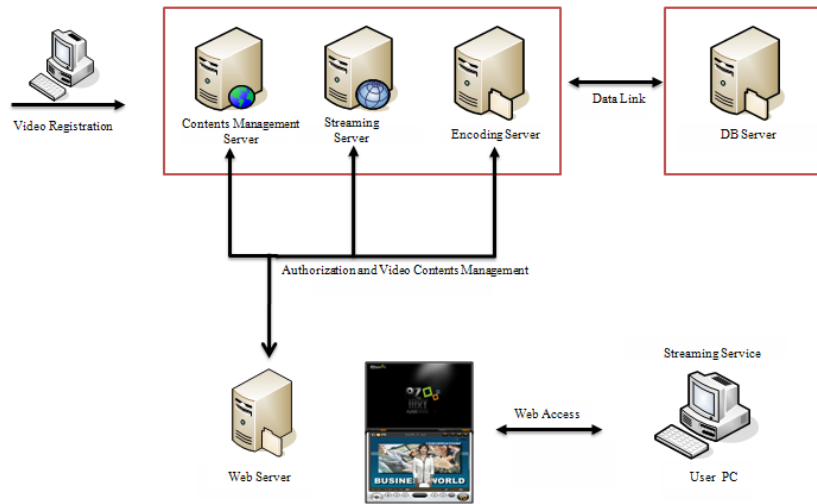 Video Registration
Contents Management
Server
Streaming
Server
Encoding Server
Data Link
DB Server
Authorization and Video Contents Management
Streaming Service
Web Access
BUSINESS WORLD
Web Server
User PC